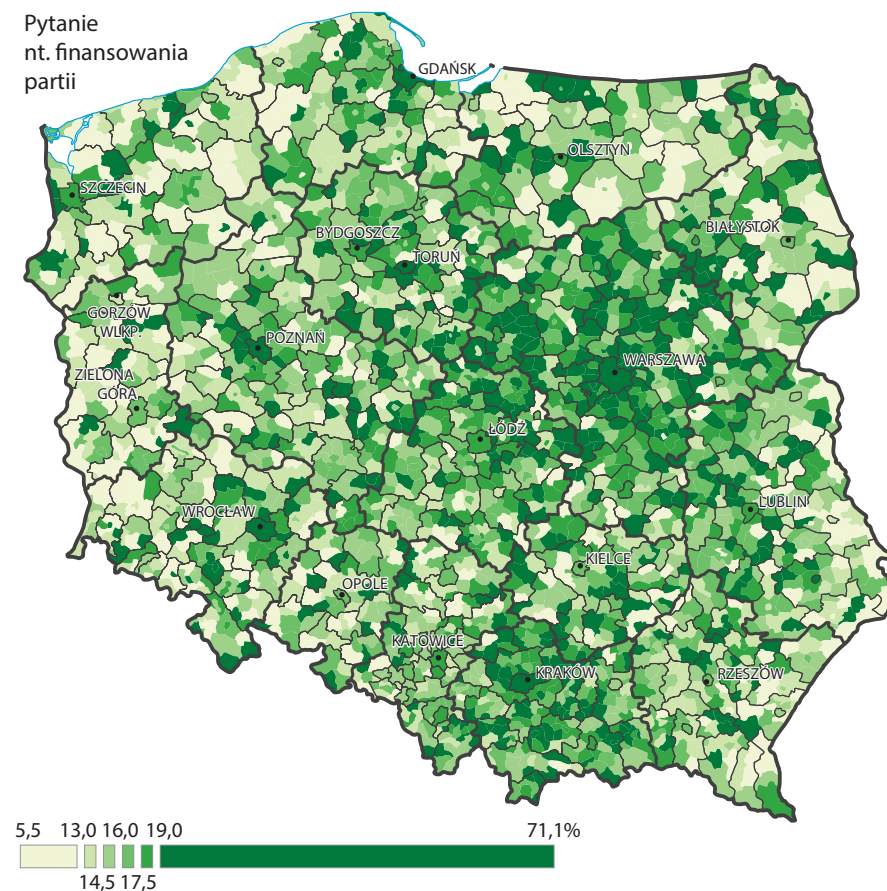 Pytanie
nt. finansowania
partii
GDAŃSK
OLSZTYN
SZCZECIN
BIAŁYSTOK
BYDGOSZCZ
TORUŃ
GORZÓW
WLKP.
POZNAŃ
WARSZAWA
ZIELONA
GÓRA
ŁÓDŹ
WROCŁAW
LUBLIN
KIELCE
OPOLE
KATOWICE
KRAKÓW
RZESZÓW
5,5 13,0 16,0 19,0 71,1%
14,5 17,5